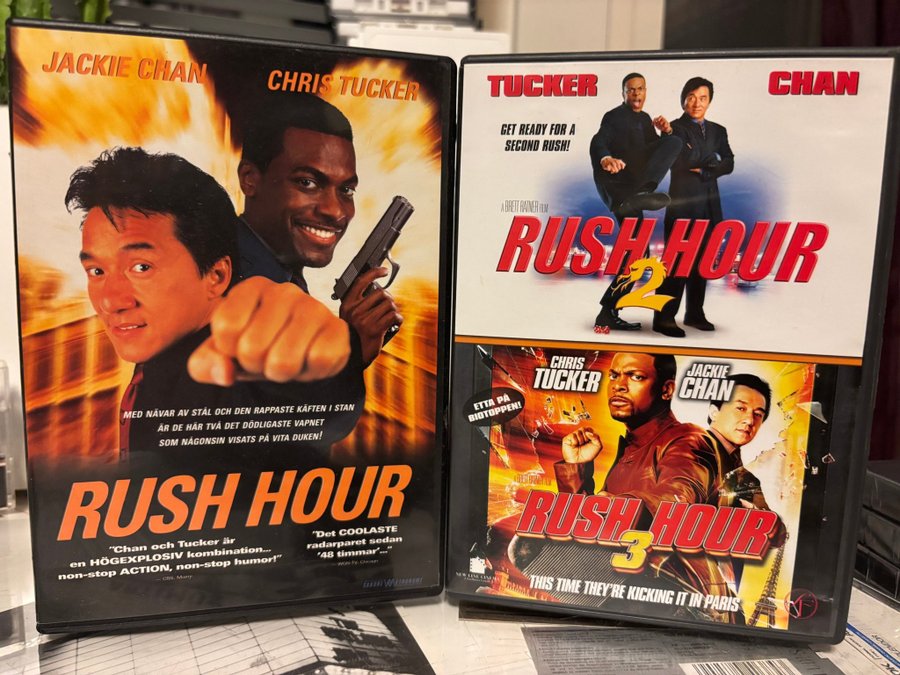 JACKIE CHAN
CHRIS TUCKER
MED NÄVAR AV STÅL OCH DEN RAPPASTE KÄFTEN I STAN
ÄR DE HÄR TVÅ DET DÖDLIGASTE VAPNET
SOM NÅGONSIN VISATS PÅ VITA DUKEN!
RUSH HOUR
"Chan och Tucker är
en HÖGEXPLOSIV kombination...
non-stop ACTION, non-stop humor!"
"Det COOLASTE
radarparet sedan
"48 timmar"..."
TUCKER
CHAN
GET READY FOR A
SECOND RUSH!
A BRETT RATNER FILM
RUSH HOUR
2
CHRIS
TUCKER
JACKIE
CHAN
ETTA PÅ
BIOTOPPEN!
RUSH HOUR
3
NEW LINE CINEMA
THIS TIME THEY'RE KICKING IT IN PARIS